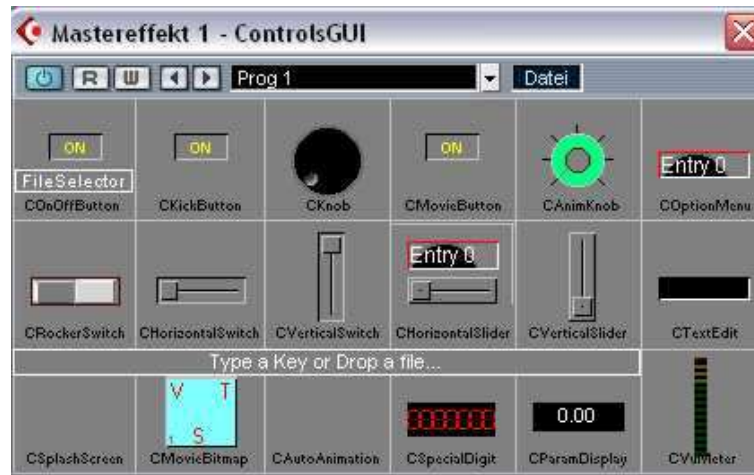 Mastereffekt 1 - ControlsGUI
R W Prog 1 Datei
ON ON ON
FileSelector Entry 0
COnOffButton CKickButton CKnob CMovieButton CAnimKnob COptionMenu
Entry 0
CRockerSwitch CHorizontalSwitch CVerticalSwitch CHorizontalSlider CVerticalSlider CTextEdit
Type a Key or Drop a file...
V T
S 0.00
CSplashScreen CMovieBitmap CAutoAnimation CSpecialDigit CParamDisplay CVuMeter